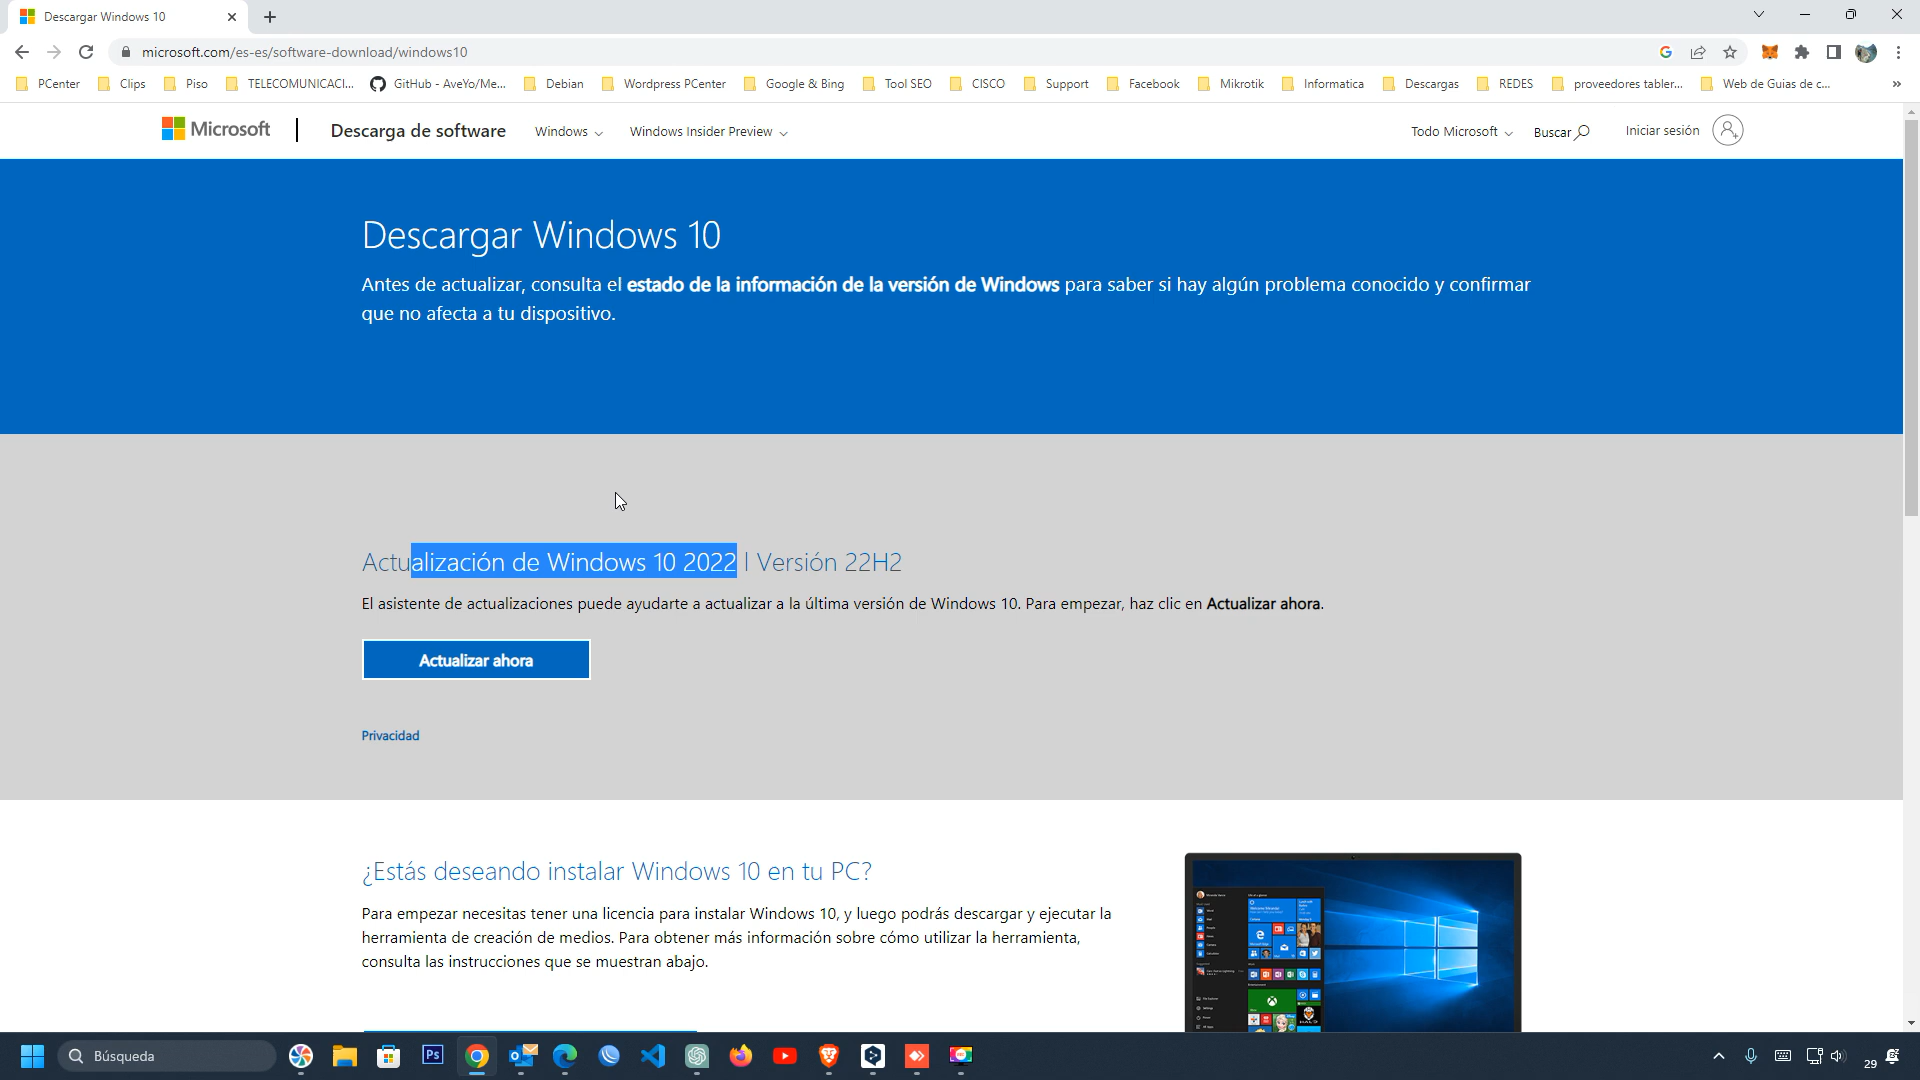 Descargar Windows 10
microsoft.com/es-es/software-download/windows10
PCenter Clips Piso TELECOMUNICACI... GitHub - AveYo/Me... Debian Wordpress PCenter Google & Bing Tool SEO CISCO Support Facebook Mikrotik Informatica Descargas REDES proveedores tabler... Web de Guias de c... »
Microsoft Descarga de software Windows Windows Insider Preview Todo Microsoft Buscar Iniciar sesión
Descargar Windows 10
Antes de actualizar, consulta el estado de la información de la versión de Windows para saber si hay algún problema conocido y confirmar
que no afecta a tu dispositivo.
Actualización de Windows 10 2022 | Versión 22H2
El asistente de actualizaciones puede ayudarte a actualizar a la última versión de Windows 10. Para empezar, haz clic en Actualizar ahora.
Actualizar ahora
Privacidad
¿Estás deseando instalar Windows 10 en tu PC?
Para empezar necesitas tener una licencia para instalar Windows 10, y luego podrás descargar y ejecutar la
herramienta de creación de medios. Para obtener más información sobre cómo utilizar la herramienta,
consulta las instrucciones que se muestran abajo.
Búsqueda Ps 29